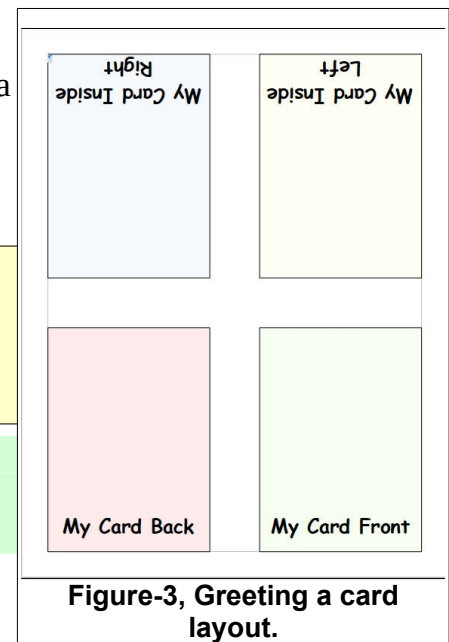 a
My Card Inside
Right
My Card Inside
Left
My Card Back
My Card Front
Figure-3, Greeting a card
layout.